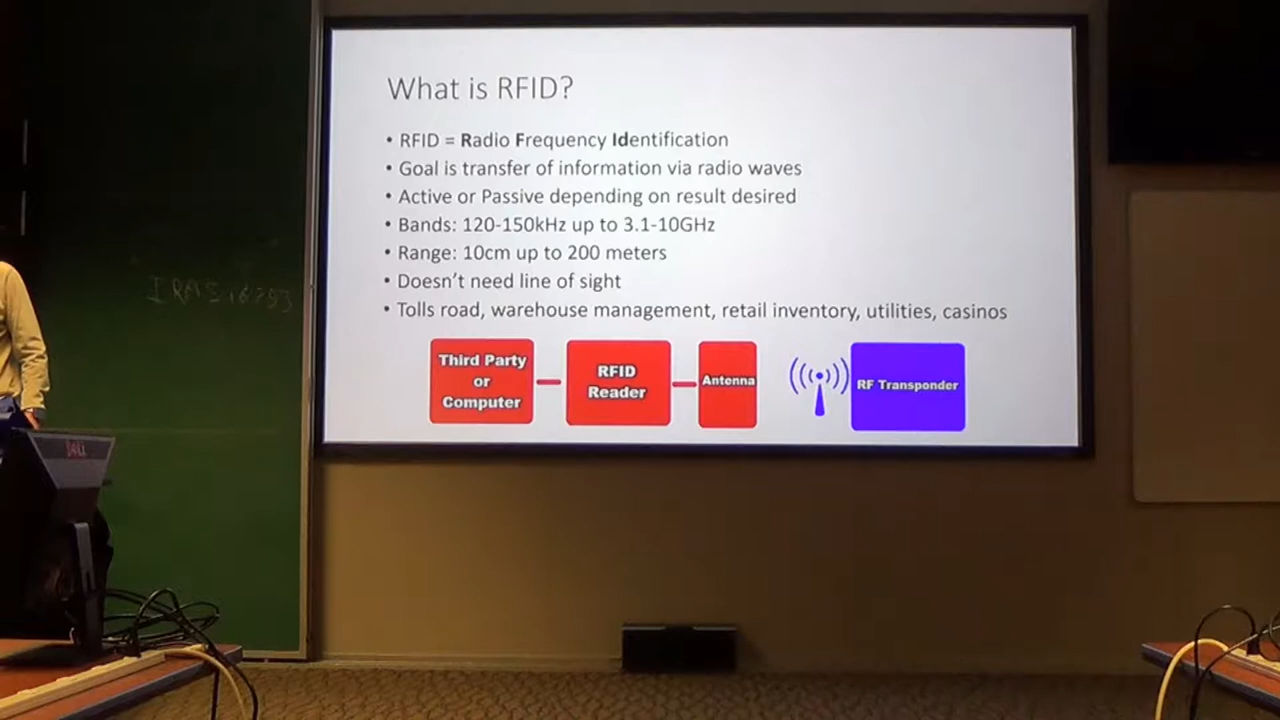 What is RFID?
• RFID = Radio Frequency Identification
• Goal is transfer of information via radio waves
• Active or Passive depending on result desired
• Bands: 120-150kHz up to 3.1-10GHz
• Range: 10cm up to 200 meters
• Doesn't need line of sight
• Tolls road, warehouse management, retail inventory, utilities, casinos
Third Party
or
Computer
RFID
Reader
Antenna
RF Transponder
DELL